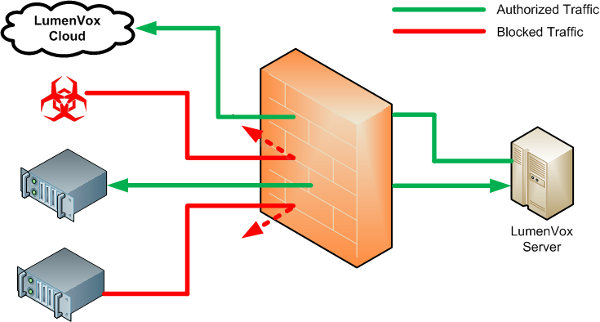 LumenVox
Cloud
Authorized Traffic
Blocked Traffic
LumenVox
Server